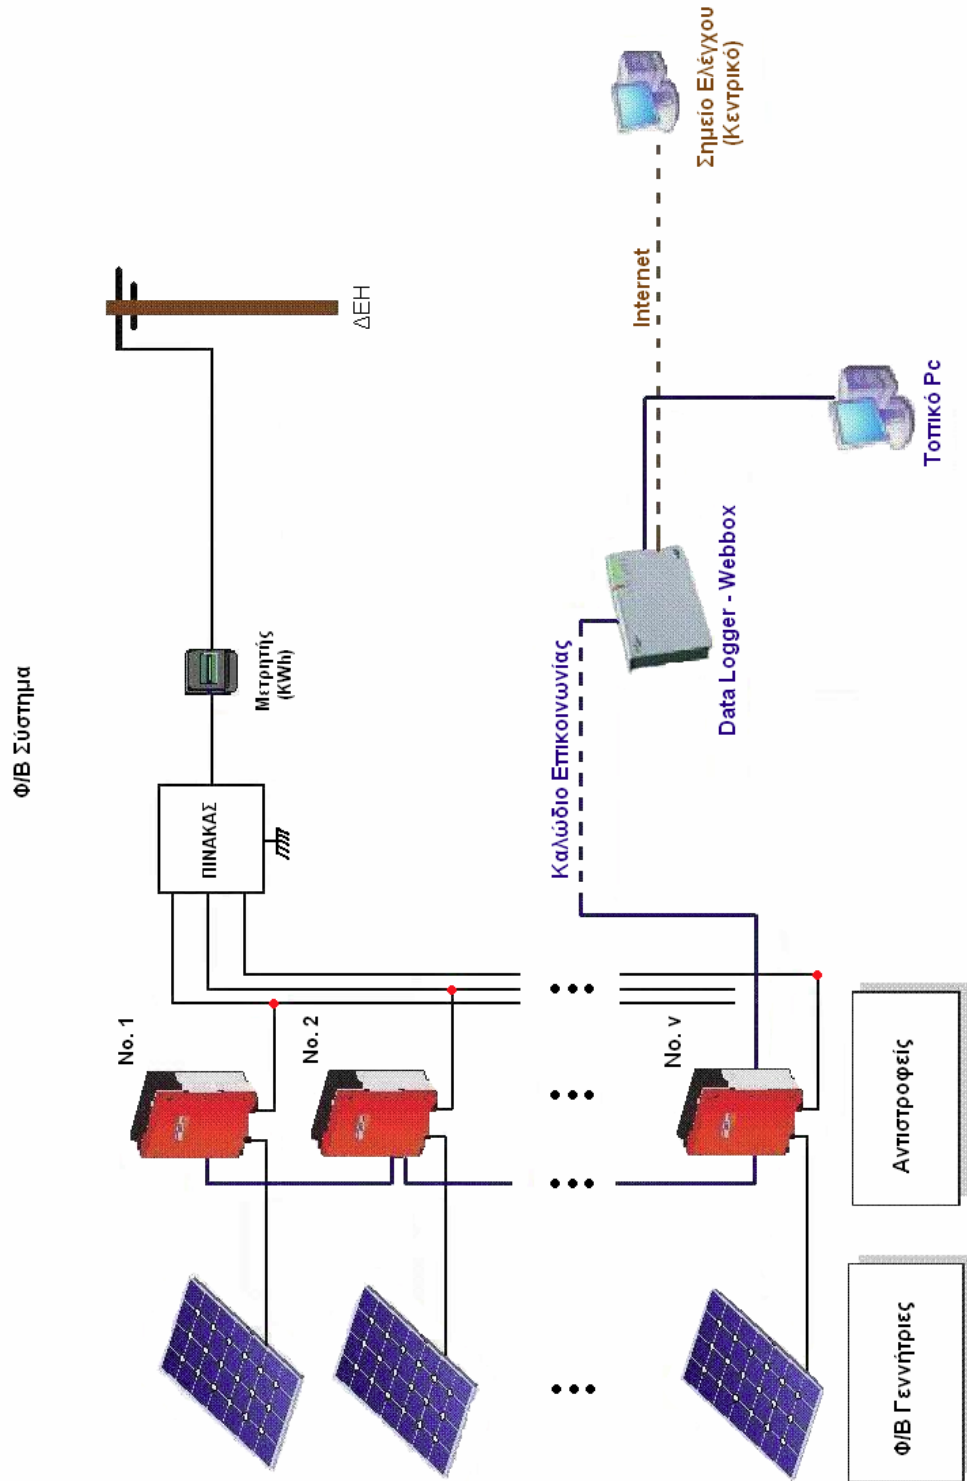 Φ/Β Σύστημα
ΔΕΗ
Μετρητής
(KWh)
ΠΙΝΑΚΑΣ
Σημείο Ελέγχου
(Κεντρικό)
Internet
Τοπικό Pc
Data Logger - Webbox
Καλώδιο Επικοινωνίας
No. 1
No. 2
No. ν
Αντιστροφείς
Φ/Β Γεννήτριες